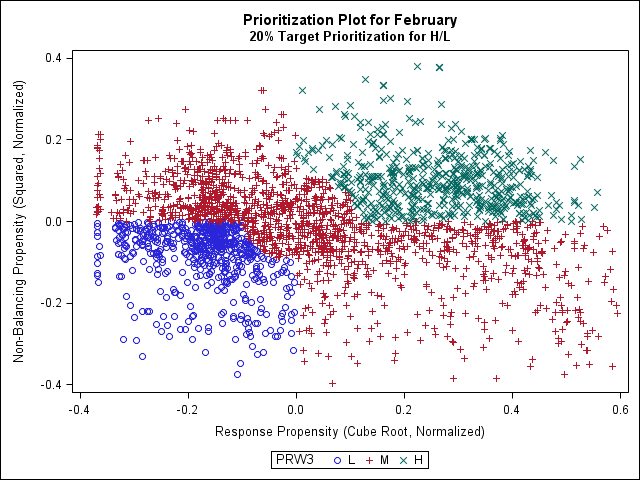 Prioritization Plot for February
20% Target Prioritization for H/L
Non-Balancing Propensity (Squared, Normalized)
0.4
0.2
0.0
-0.2
-0.4
-0.4 -0.2 0.0 0.2 0.4 0.6
Response Propensity (Cube Root, Normalized)
PRW3 L M H